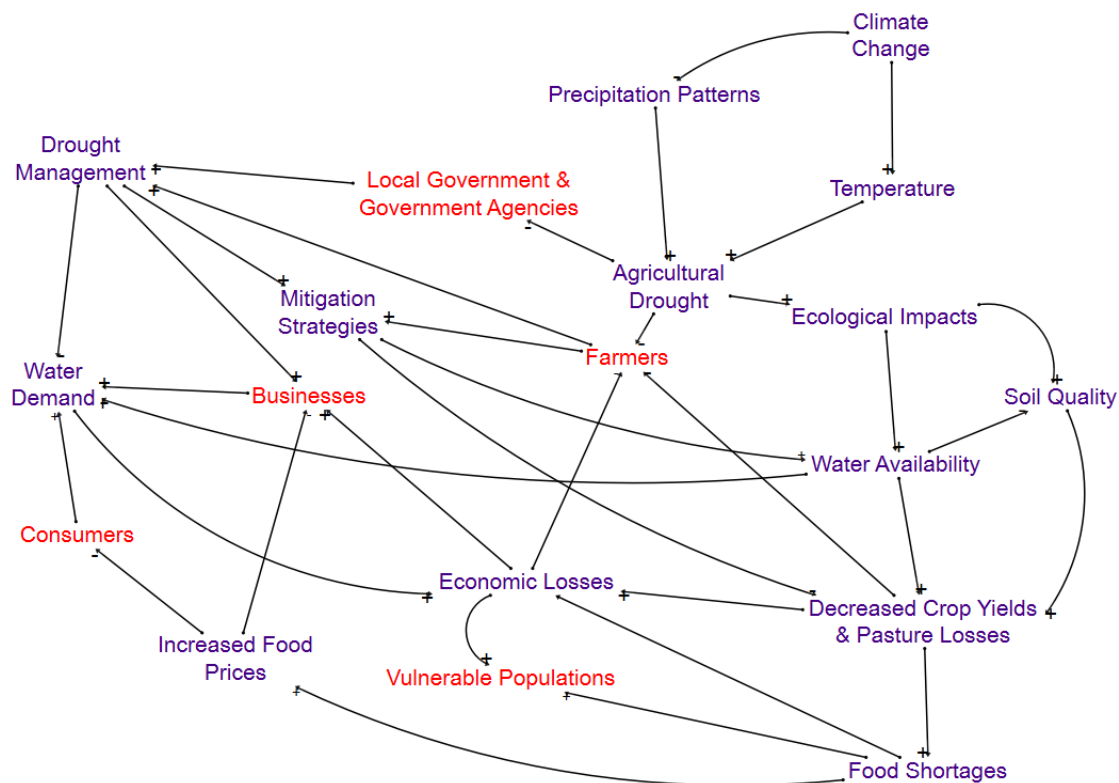 Climate
Change
Precipitation Patterns
Drought
Management
Local Government &
Government Agencies
Temperature
Agricultural
Drought
Mitigation
Strategies
Ecological Impacts
Farmers
Water
Demand
Businesses
Soil Quality
Water Availability
Consumers
Economic Losses
Decreased Crop Yields
& Pasture Losses
Increased Food
Prices
Vulnerable Populations
Food Shortages